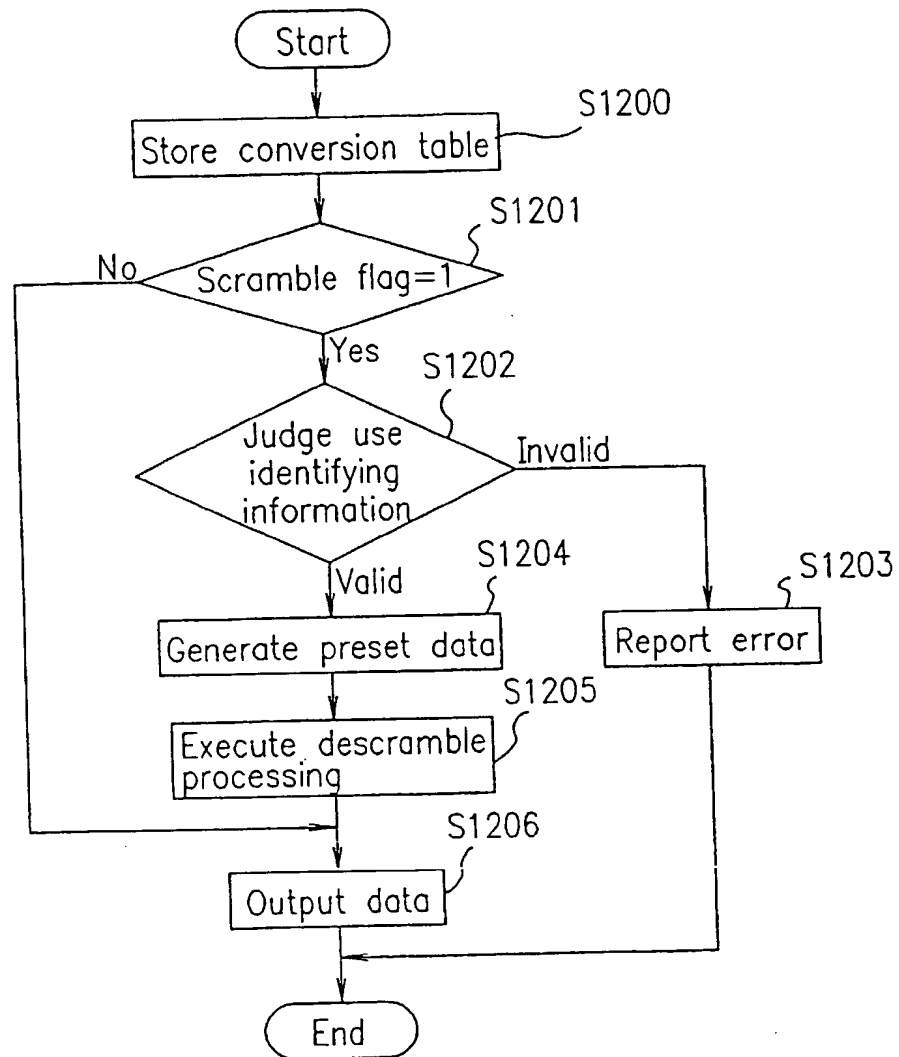 Start
S1200
Store conversion table
S1201
Scramble flag=1
No
Yes
S1202
Judge use
identifying
information
Invalid
Valid
S1204
Generate preset data
S1203
Report error
S1205
Execute descramble
processing
S1206
Output data
End